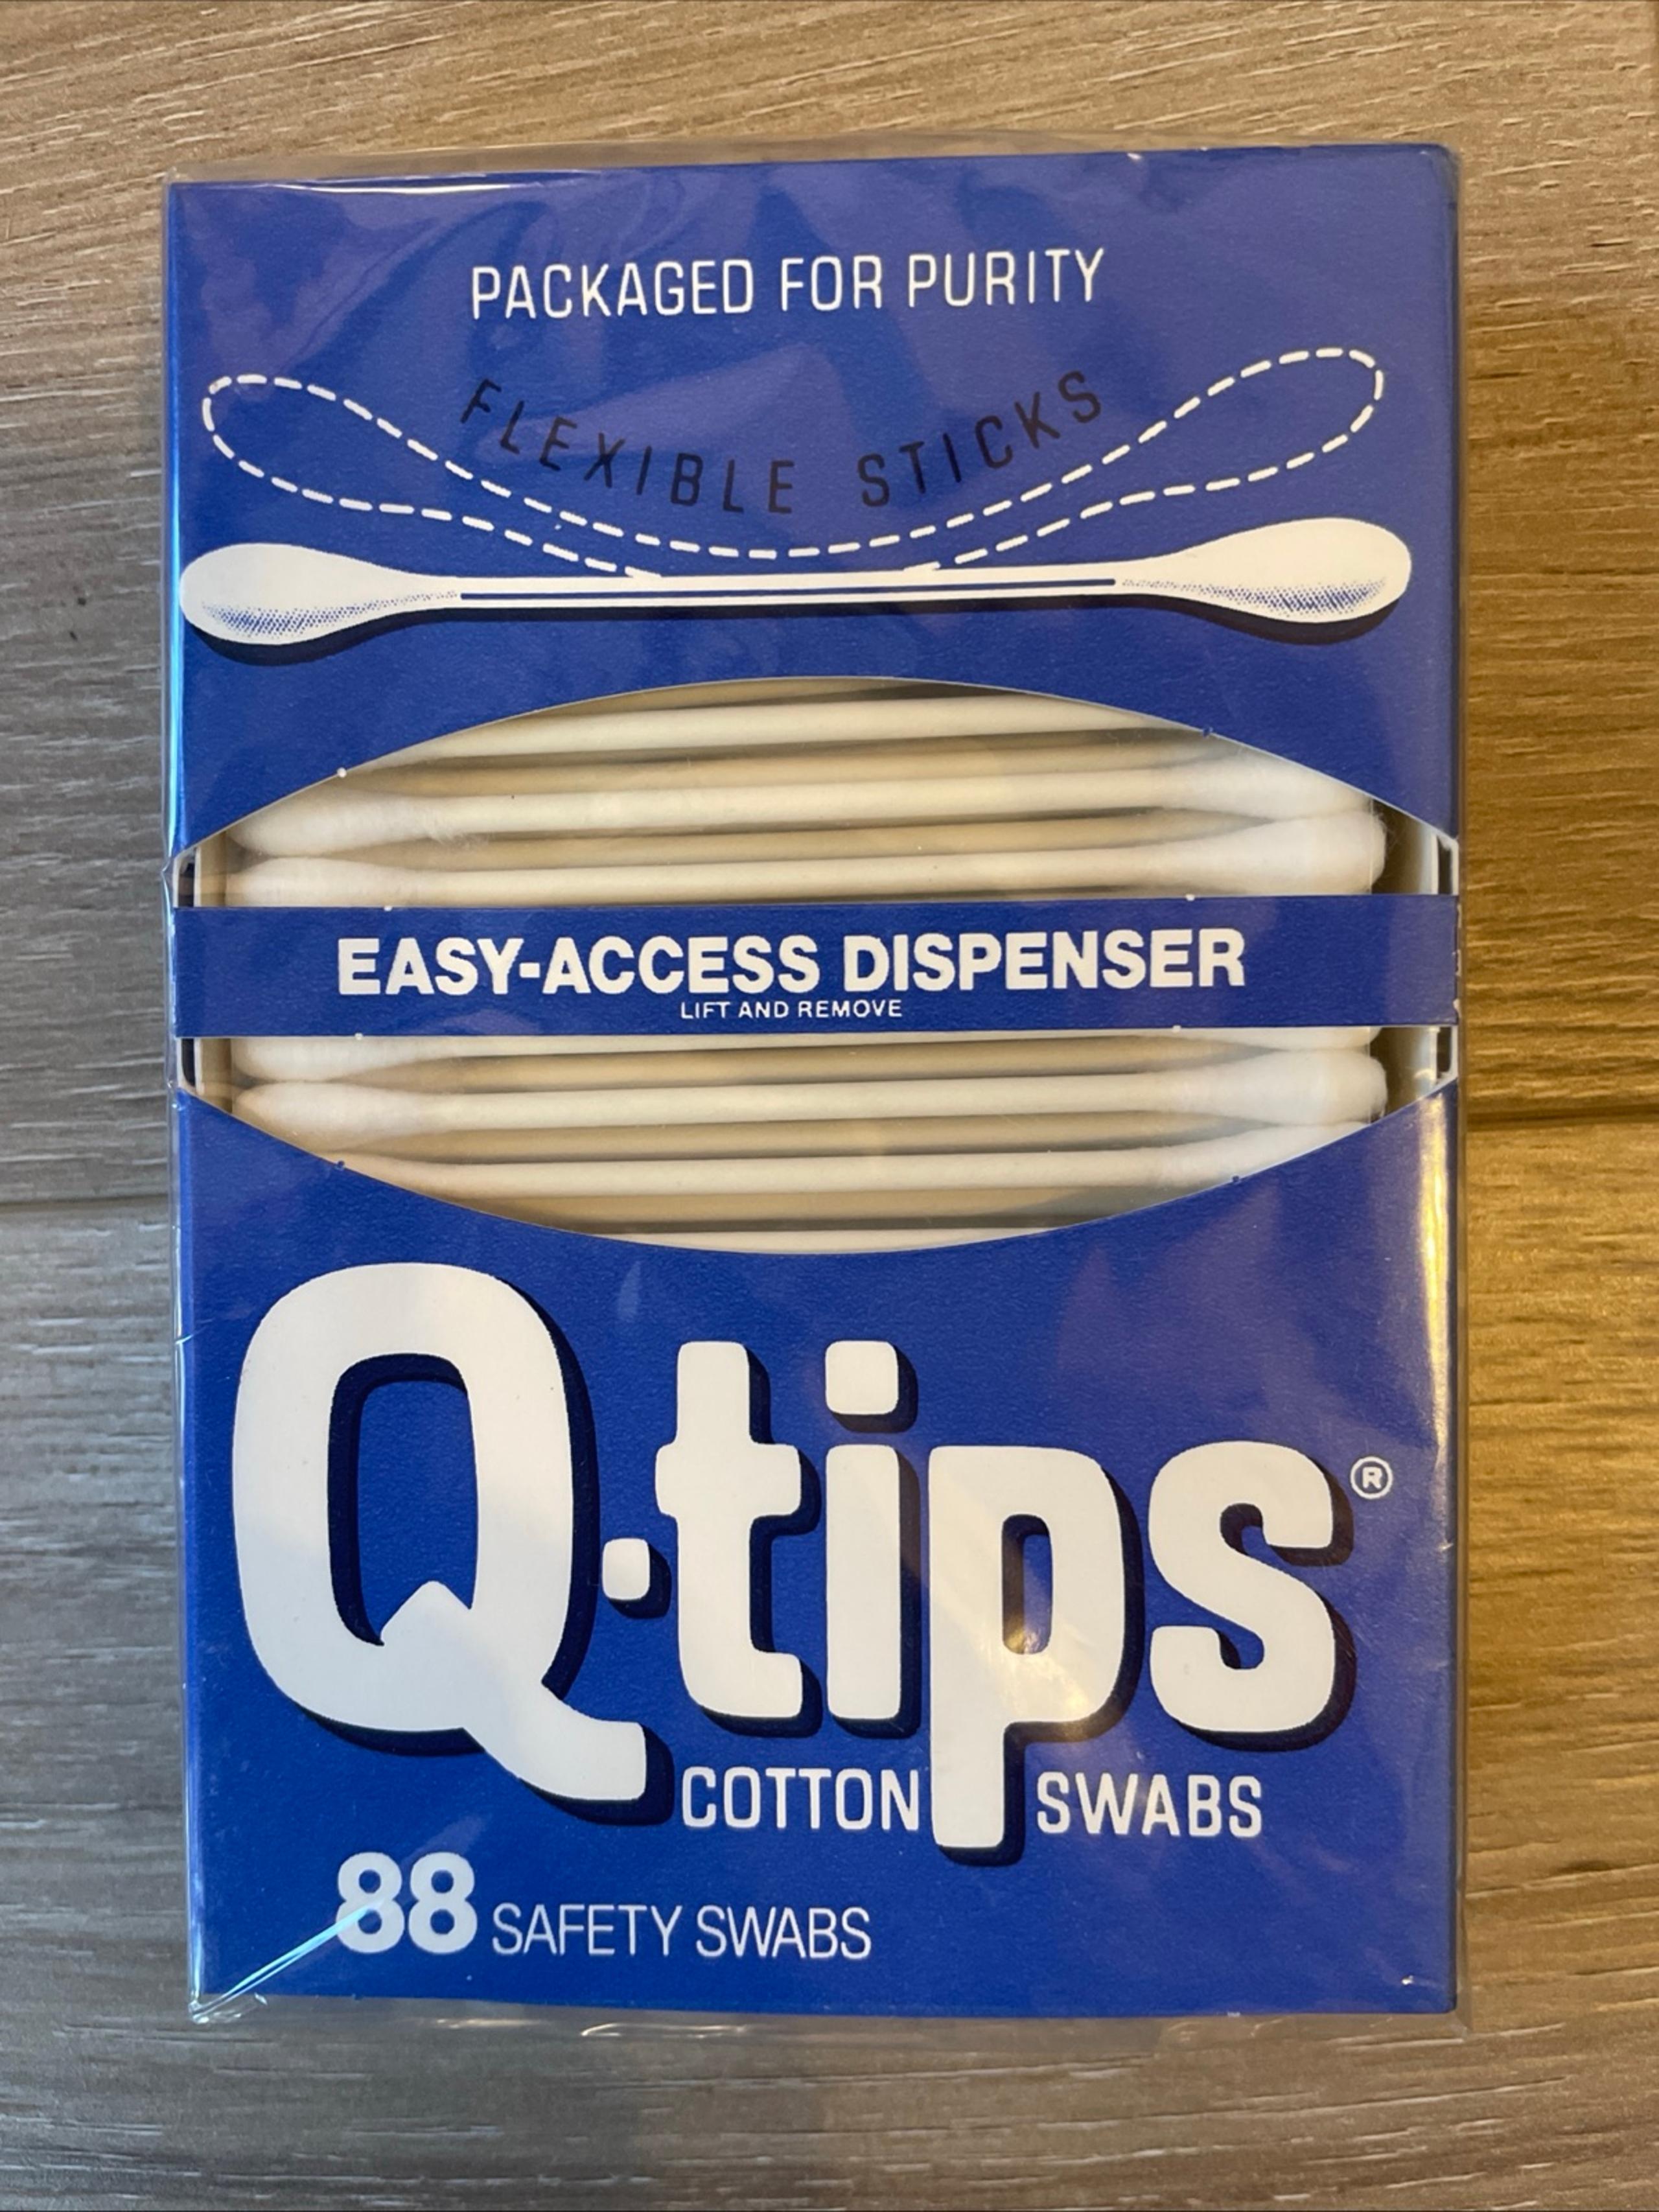 PACKAGED FOR PURITY
FLEXIBLE STICKS
EASY-ACCESS DISPENSER
LIFT AND REMOVE
Q·tips®
COTTON SWABS
88 SAFETY SWABS